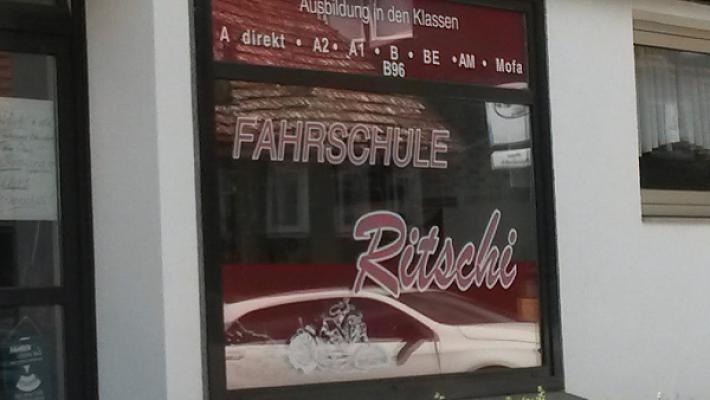 Ausbildung in den Klassen
A direkt • A2 • A1 • B • BE • AM • Mofa
B96
FAHRSCHULE
Ritschi